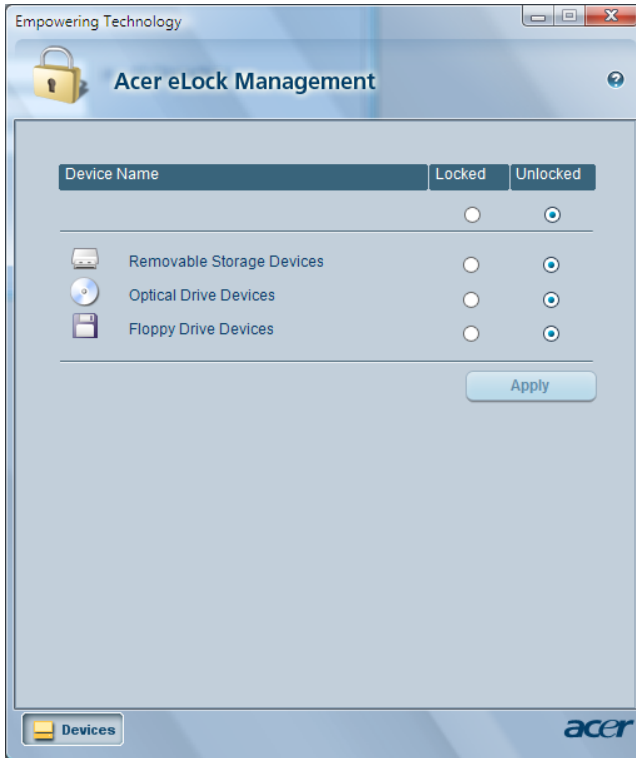 Empowering Technology
Acer eLock Management
Device Name Locked Unlocked
Removable Storage Devices
Optical Drive Devices
Floppy Drive Devices
Apply
Devices
acer